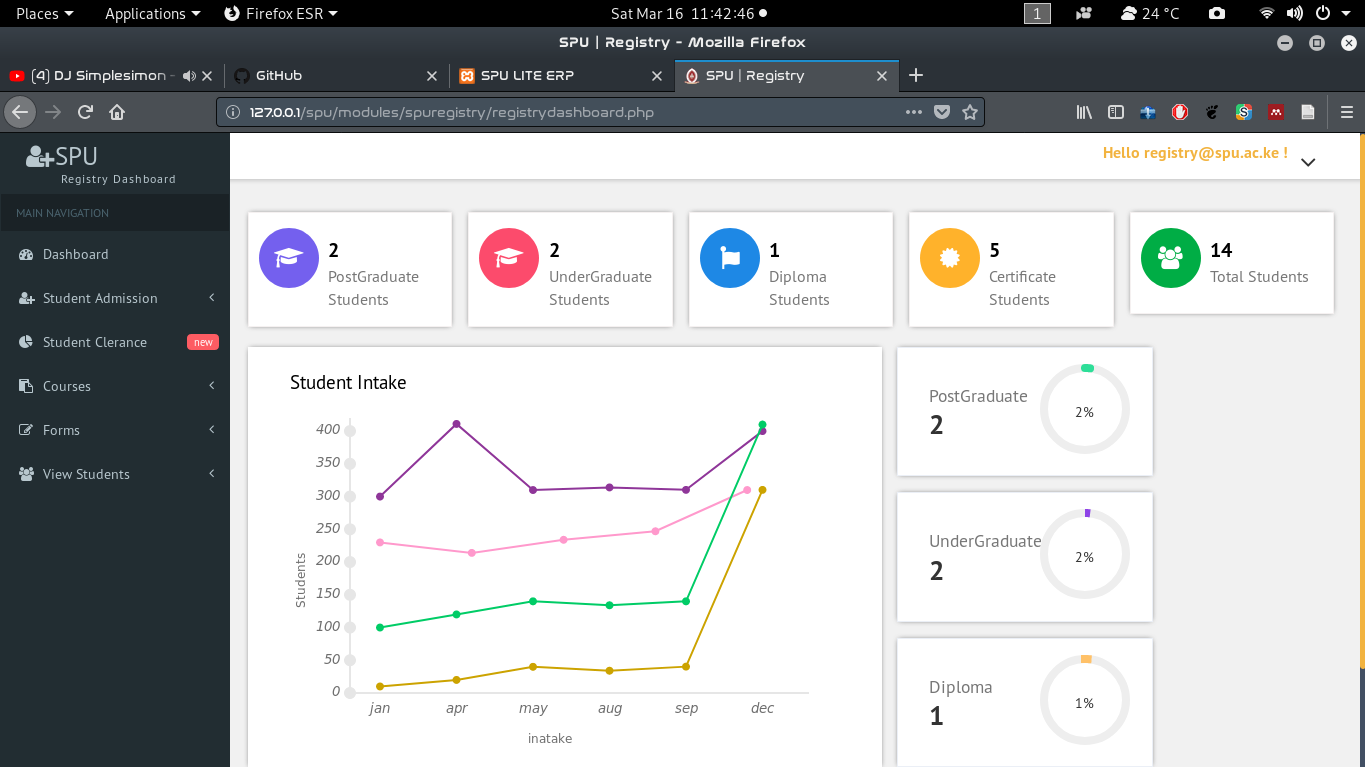 Places
Applications
Firefox ESR
Sat Mar 16 11:42:46
1
24 °C
SPU | Registry - Mozilla Firefox
(4) DJ Simplesimon -
GitHub
SPU LITE ERP
SPU | Registry
127.0.0.1/spu/modules/spuregistry/registrydashboard.php
SPU
Registry Dashboard
MAIN NAVIGATION
Dashboard
Student Admission
Student Clerance
new
Courses
Forms
View Students
Hello registry@spu.ac.ke !
2
PostGraduate
Students
2
UnderGraduate
Students
1
Diploma
Students
5
Certificate
Students
14
Total Students
Student Intake
400
350
300
250
200
150
100
50
0
Students
jan
apr
may
aug
sep
dec
inatake
PostGraduate
2
2%
UnderGraduate
2
2%
Diploma
1
1%